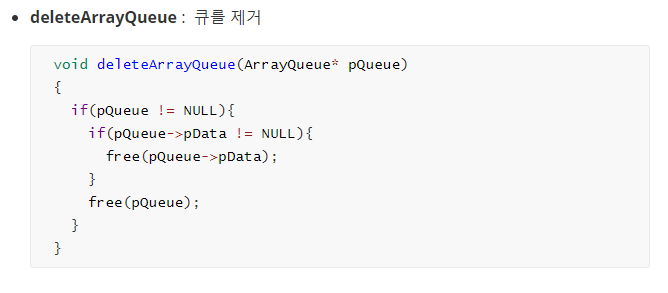 deleteArrayQueue : 큐를 제거
void deleteArrayQueue(ArrayQueue* pQueue)
{
  if(pQueue != NULL){
    if(pQueue->pData != NULL){
      free(pQueue->pData);
    }
    free(pQueue);
  }
}